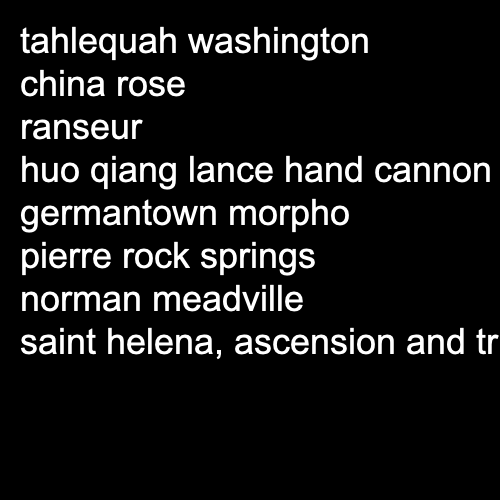 tahlequah washington
china rose
ranseur
huo qiang lance hand cannon
germantown morpho
pierre rock springs
norman meadville
saint helena, ascension and tr